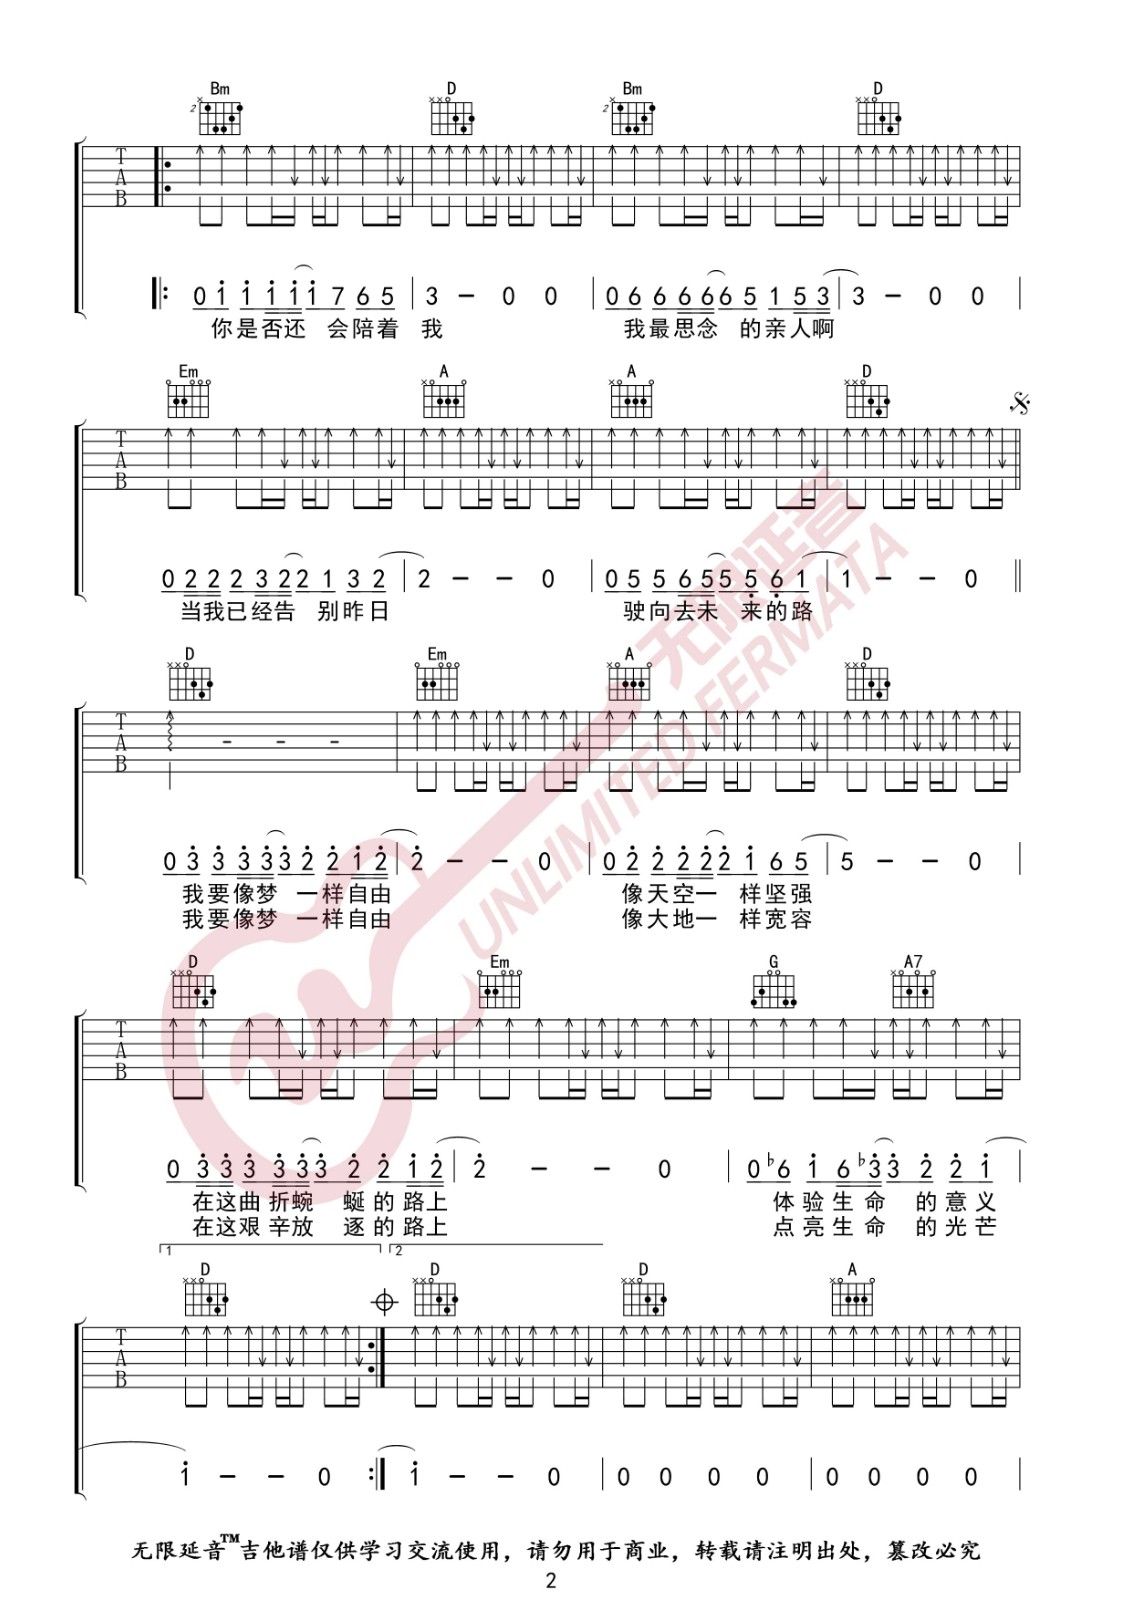 Bm D Bm D
2 2
T A B
0 1 1 1 1 1 7 6 5 | 3 – 0 0 | 0 6 6 6 6 6 5 1 5 3 | 3 – 0 0
你是否还 会陪着 我 我最思念 的亲人啊
Em A A D
T A B
0 2 2 2 3 2 2 1 3 2 | 2 – – 0 | 0 5 5 6 5 5 5 6 1 | 1 – – 0
当我已经告 别昨日 驶向去未 来的路
D Em A D
T A B
– – –
0 3 3 3 3 3 2 2 1 2 | 2 – – 0 | 0 2 2 2 2 2 1 6 5 | 5 – – 0
我要像梦 一样自由 像天空一 样坚强
我要像梦 一样自由 像大地一 样宽容
D Em G A7
T A B
0 3 3 3 3 3 3 2 2 1 2 | 2 – – 0 | 0 ♭6 1 6 ♭3 3 2 2 1
在这曲折蜿 蜒的路上 体验生命 的意义
在这艰辛放 逐的路上 点亮生命 的光芒
1 2
D D D A
T A B
1 – – 0 | 1 – – 0 | 0 0 0 0 | 0 0 0 0
无限延音™吉他谱仅供学习交流使用，请勿用于商业，转载请注明出处，篡改必究
2
无限延音
UNLIMITED FERMATA